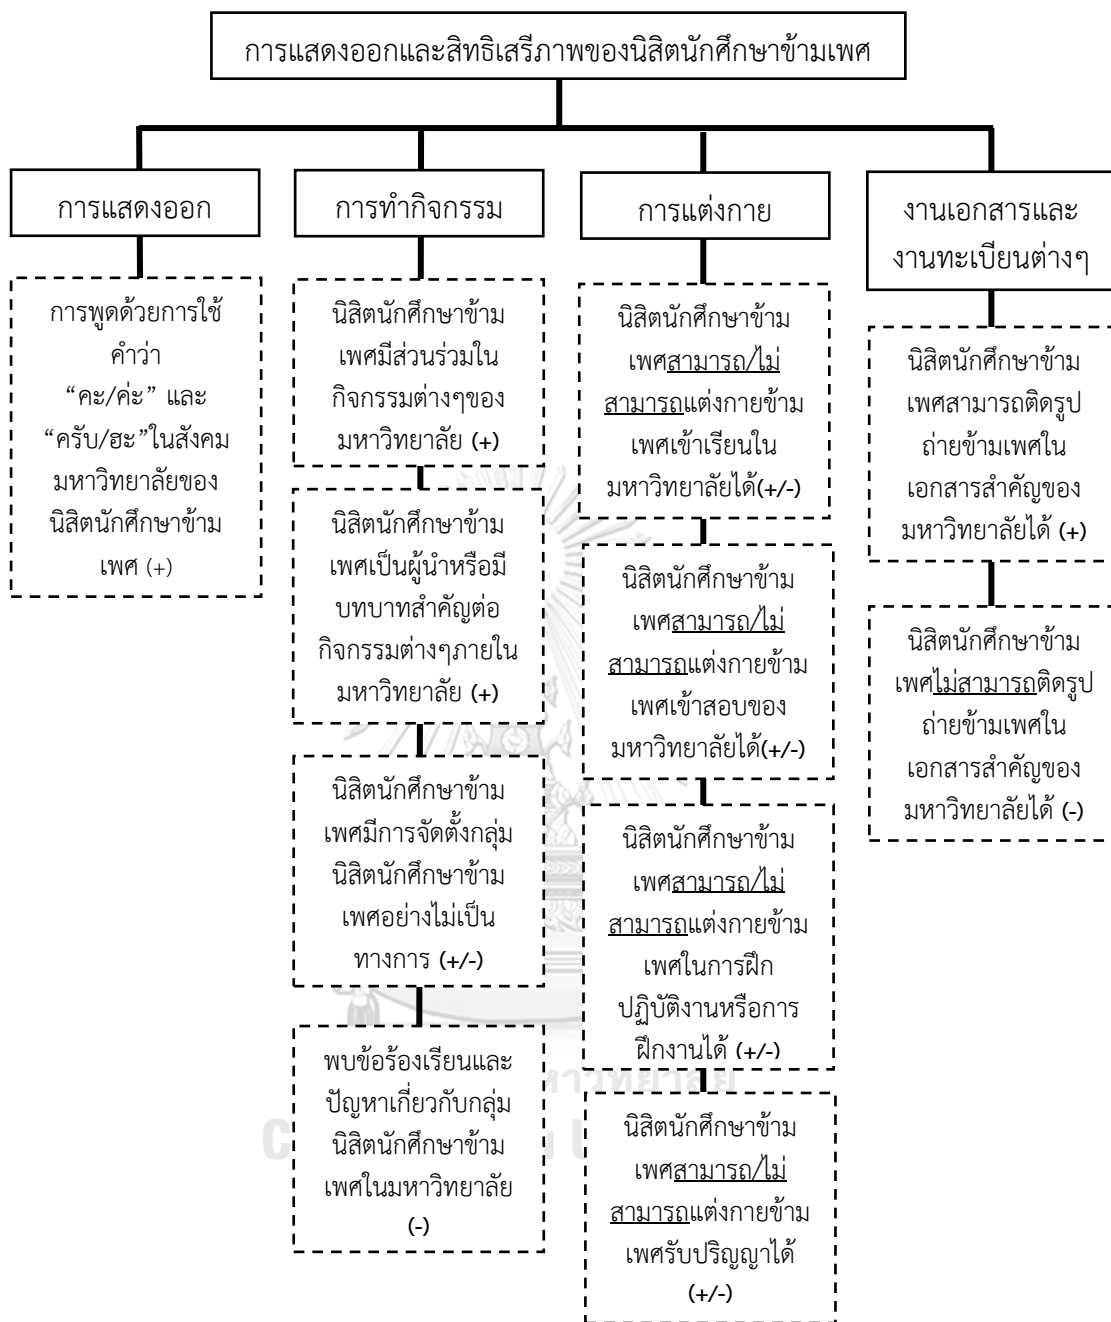 การแสดงออกและสิทธิเสรีภาพของนิสิตนักศึกษาข้ามเพศ
การแสดงออก
การพูดด้วยการใช้
คำว่า
“คะ/ค่ะ” และ
“ครับ/ฮะ”ในสังคม
มหาวิทยาลัยของ
นิสิตนักศึกษาข้าม
เพศ (+)
การทำกิจกรรม
นิสิตนักศึกษาข้าม
เพศมีส่วนร่วมใน
กิจกรรมต่างๆของ
มหาวิทยาลัย (+)
นิสิตนักศึกษาข้าม
เพศเป็นผู้นำหรือมี
บทบาทสำคัญต่อ
กิจกรรมต่างๆภายใน
มหาวิทยาลัย (+)
นิสิตนักศึกษาข้าม
เพศมีการจัดตั้งกลุ่ม
นิสิตนักศึกษาข้าม
เพศอย่างไม่เป็น
ทางการ (+/-)
พบข้อร้องเรียนและ
ปัญหาเกี่ยวกับกลุ่ม
นิสิตนักศึกษาข้าม
เพศในมหาวิทยาลัย
(-)
การแต่งกาย
นิสิตนักศึกษาข้าม
เพศสามารถ/ไม่
สามารถแต่งกายข้าม
เพศเข้าเรียนใน
มหาวิทยาลัยได้(+/-)
นิสิตนักศึกษาข้าม
เพศสามารถ/ไม่
สามารถแต่งกายข้าม
เพศเข้าสอบของ
มหาวิทยาลัยได้(+/-)
นิสิตนักศึกษาข้าม
เพศสามารถ/ไม่
สามารถแต่งกายข้าม
เพศในการฝึก
ปฏิบัติงานหรือการ
ฝึกงานได้ (+/-)
นิสิตนักศึกษาข้าม
เพศสามารถ/ไม่
สามารถแต่งกายข้าม
เพศรับปริญญาได้
(+/-)
งานเอกสารและ
งานทะเบียนต่างๆ
นิสิตนักศึกษาข้าม
เพศสามารถติดรูป
ถ่ายข้ามเพศใน
เอกสารสำคัญของ
มหาวิทยาลัยได้ (+)
นิสิตนักศึกษาข้าม
เพศไม่สามารถติดรูป
ถ่ายข้ามเพศใน
เอกสารสำคัญของ
มหาวิทยาลัยได้ (-)